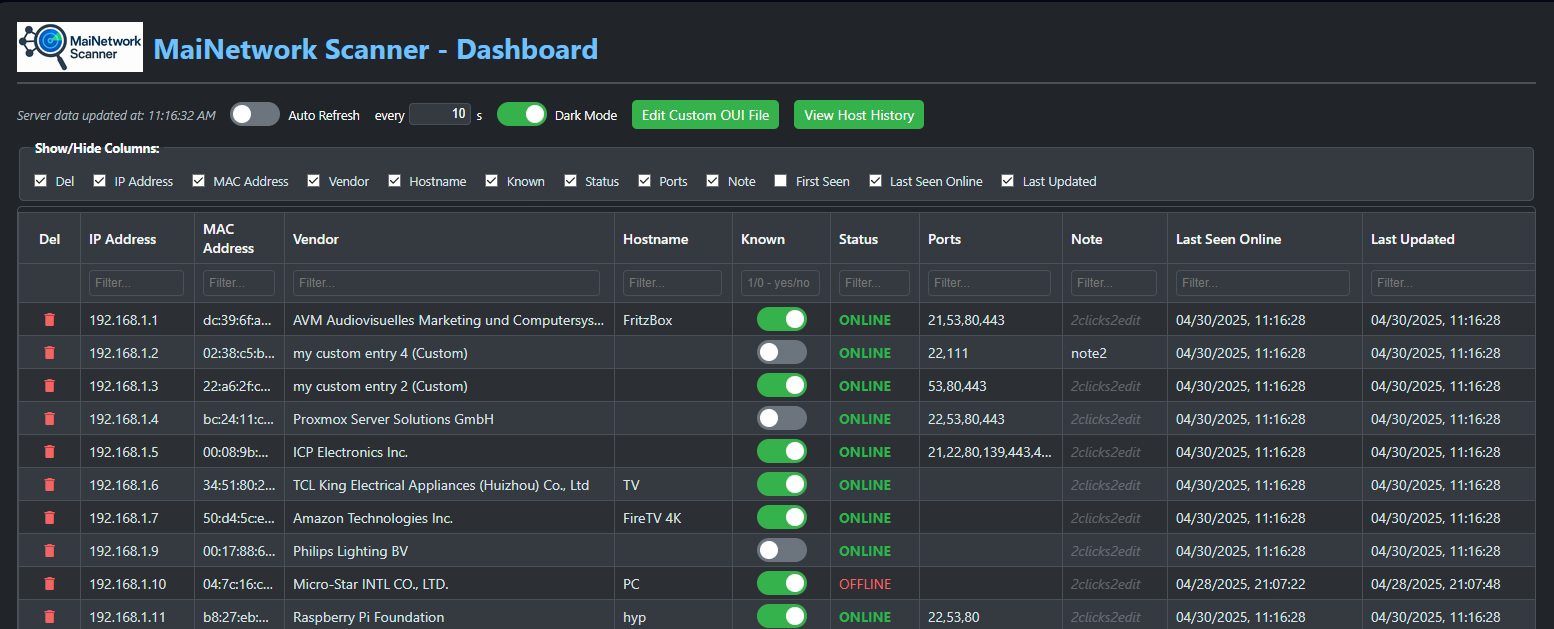 MaiNetwork Scanner
MaiNetwork Scanner - Dashboard
Server data updated at: 11:16:32 AM Auto Refresh every 10 s Dark Mode Edit Custom OUI File View Host History
Show/Hide Columns:
Del IP Address MAC Address Vendor Hostname Known Status Ports Note First Seen Last Seen Online Last Updated
Del IP Address MAC Address Vendor Hostname Known Status Ports Note Last Seen Online Last Updated
Filter... Filter... Filter... Filter... 1/0 - yes/no Filter... Filter... Filter... Filter... Filter...
192.168.1.1 dc:39:6f:a... AVM Audiovisuelles Marketing und Computersys... FritzBox ONLINE 21,53,80,443 2clicks2edit 04/30/2025, 11:16:28 04/30/2025, 11:16:28
192.168.1.2 02:38:c5:b... my custom entry 4 (Custom) ONLINE 22,111 note2 04/30/2025, 11:16:28 04/30/2025, 11:16:28
192.168.1.3 22:a6:2f:c... my custom entry 2 (Custom) ONLINE 53,80,443 2clicks2edit 04/30/2025, 11:16:28 04/30/2025, 11:16:28
192.168.1.4 bc:24:11:c... Proxmox Server Solutions GmbH ONLINE 22,53,80,443 2clicks2edit 04/30/2025, 11:16:28 04/30/2025, 11:16:28
192.168.1.5 00:08:9b:... ICP Electronics Inc. ONLINE 21,22,80,139,443,4... 2clicks2edit 04/30/2025, 11:16:28 04/30/2025, 11:16:28
192.168.1.6 34:51:80:2... TCL King Electrical Appliances (Huizhou) Co., Ltd TV ONLINE 2clicks2edit 04/30/2025, 11:16:28 04/30/2025, 11:16:28
192.168.1.7 50:d4:5c:e... Amazon Technologies Inc. FireTV 4K ONLINE 2clicks2edit 04/30/2025, 11:16:28 04/30/2025, 11:16:28
192.168.1.9 00:17:88:6... Philips Lighting BV ONLINE 2clicks2edit 04/30/2025, 11:16:28 04/30/2025, 11:16:28
192.168.1.10 04:7c:16:c... Micro-Star INTL CO., LTD. PC OFFLINE 2clicks2edit 04/28/2025, 21:07:22 04/28/2025, 21:07:48
192.168.1.11 b8:27:eb:... Raspberry Pi Foundation hyp ONLINE 22,53,80 2clicks2edit 04/30/2025, 11:16:28 04/30/2025, 11:16:28